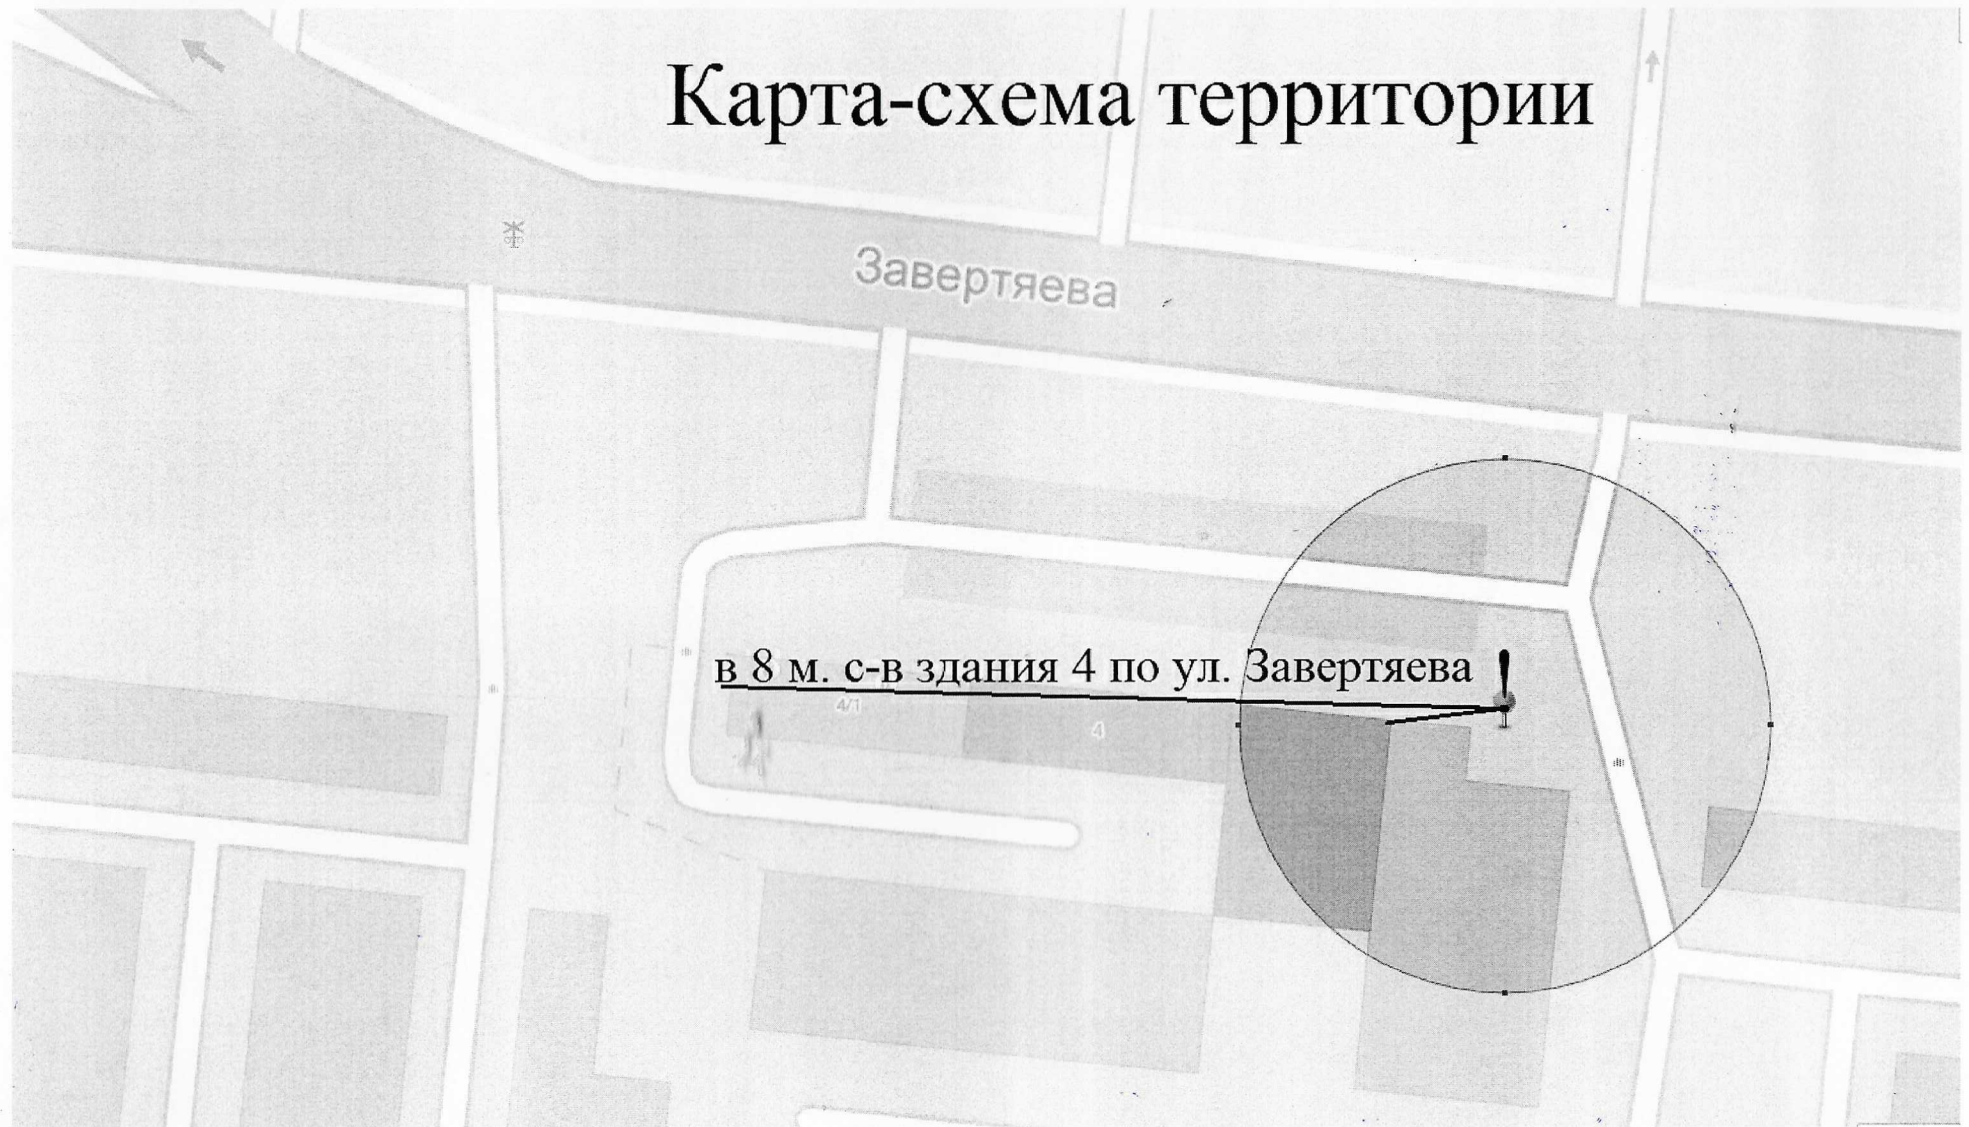 Карта-схема территории
Завертяева
в 8 м. с-в здания 4 по ул. Завертяева
4/1
4